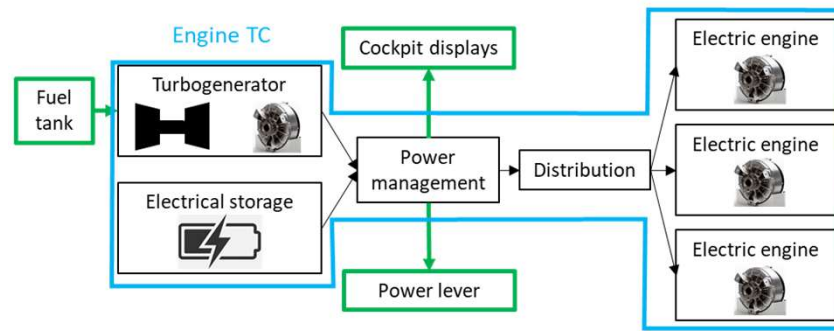 Engine TC
Cockpit displays
Electric engine
Turbogenerator
Fuel
tank
Power
management
Distribution
Electric engine
Electrical storage
Electric engine
Power lever